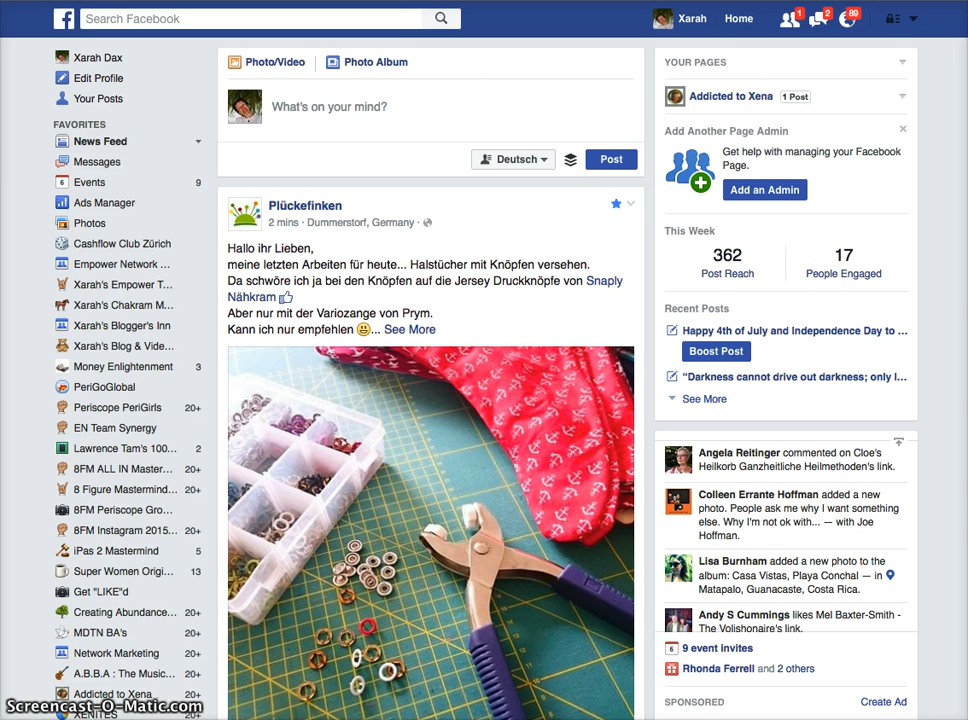 Search Facebook
Xarah
Home
1
2
89
Xarah Dax
Edit Profile
Your Posts
FAVORITES
News Feed
Messages
Events 9
Ads Manager
Photos
Cashflow Club Zürich
Empower Network ...
Xarah's Empower T...
Xarah's Chakram M...
Xarah's Blogger's Inn
Xarah's Blog & Vide...
Money Enlightenment 3
PeriGoGlobal
Periscope PeriGirls 20+
EN Team Synergy
Lawrence Tam's 100... 2
8FM ALL IN Master... 20+
8 Figure Mastermind... 20+
8FM Periscope Gro... 20+
8FM Instagram 2015... 20+
iPas 2 Mastermind 5
Super Women Origi... 13
Get "LIKE"d
Creating Abundance... 20+
MDTN BA's 20+
Network Marketing 20+
A.B.B.A : The Music... 20+
Addicted to Xena 20+
XENITES 20+
Screencast-O-Matic.com
Photo/Video
Photo Album
What's on your mind?
Deutsch
Post
Plückefinken
2 mins · Dummerstorf, Germany ·
Hallo ihr Lieben,
meine letzten Arbeiten für heute... Halstücher mit Knöpfen versehen.
Da schwöre ich ja bei den Knöpfen auf die Jersey Druckknöpfe von Snaply
Nähkram
Aber nur mit der Variozange von Prym.
Kann ich nur empfehlen ... See More
YOUR PAGES
Addicted to Xena 1 Post
Add Another Page Admin
Get help with managing your Facebook
Page.
Add an Admin
This Week
362 17
Post Reach People Engaged
Recent Posts
Happy 4th of July and Independence Day to ...
Boost Post
"Darkness cannot drive out darkness; only l...
See More
Angela Reitinger commented on Cloe's
Heilkorb Ganzheitliche Heilmethoden's link.
Colleen Errante Hoffman added a new
photo. People ask me why I want something
else. Why I'm not ok with... — with Joe
Hoffman.
Lisa Burnham added a new photo to the
album: Casa Vistas, Playa Conchal — in
Matapalo, Guanacaste, Costa Rica.
Andy S Cummings likes Mel Baxter-Smith -
The Volishonaire's link.
6 9 event invites
Rhonda Ferrell and 2 others
SPONSORED
Create Ad